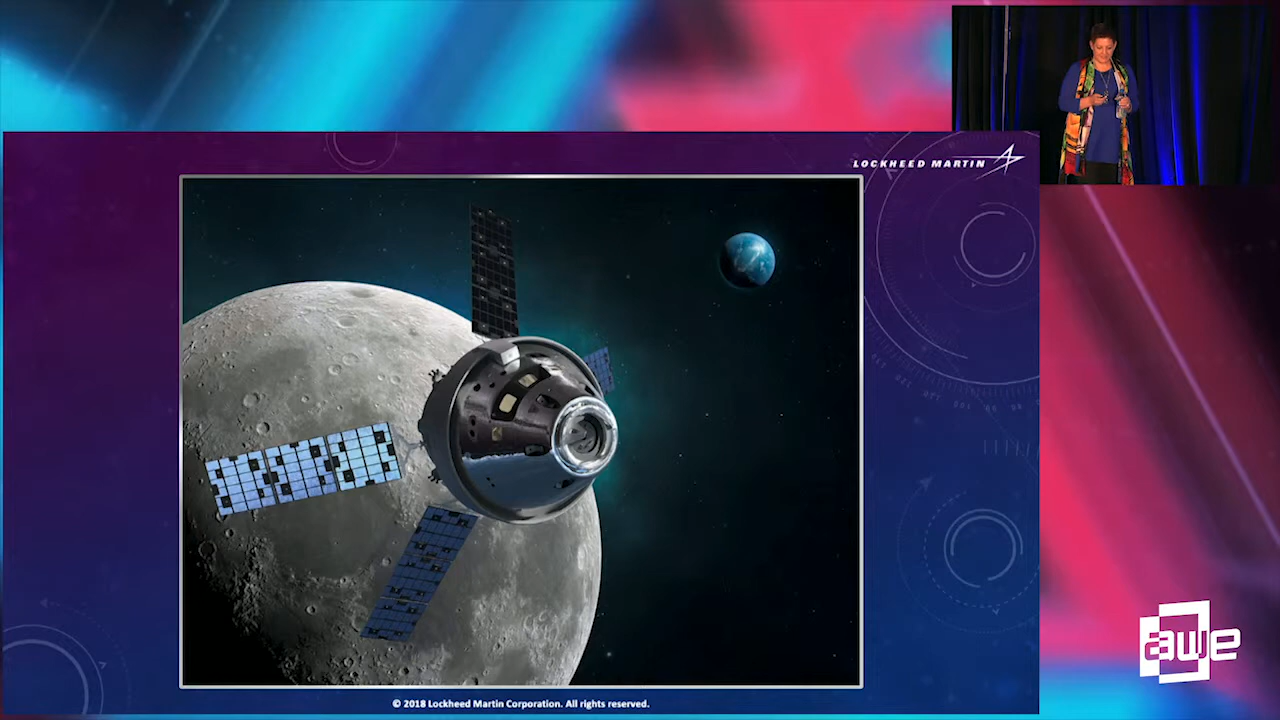 LOCKHEED MARTIN
© 2018 Lockheed Martin Corporation. All rights reserved.
awe